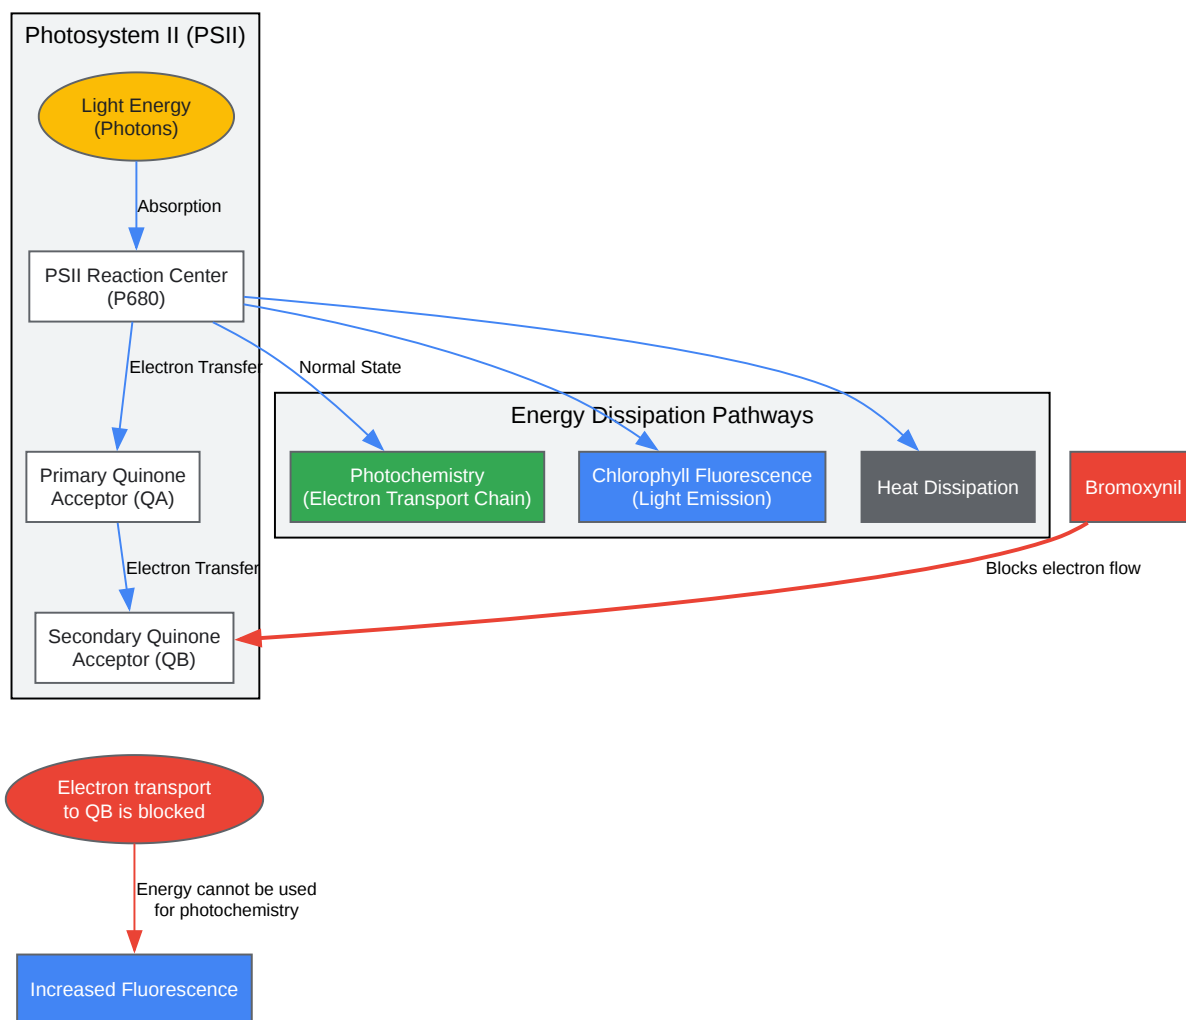 Photosystem II (PSII)
Light Energy
(Photons)
Absorption
PSII Reaction Center
(P680)
Electron Transfer
Normal State
Energy Dissipation Pathways
Primary Quinone
Acceptor (QA)
Photochemistry
(Electron Transport Chain)
Chlorophyll Fluorescence
(Light Emission)
Heat Dissipation
Bromoxynil
Electron Transfer
Blocks electron flow
Secondary Quinone
Acceptor (QB)
Electron transport
to QB is blocked
Energy cannot be used
for photochemistry
Increased Fluorescence